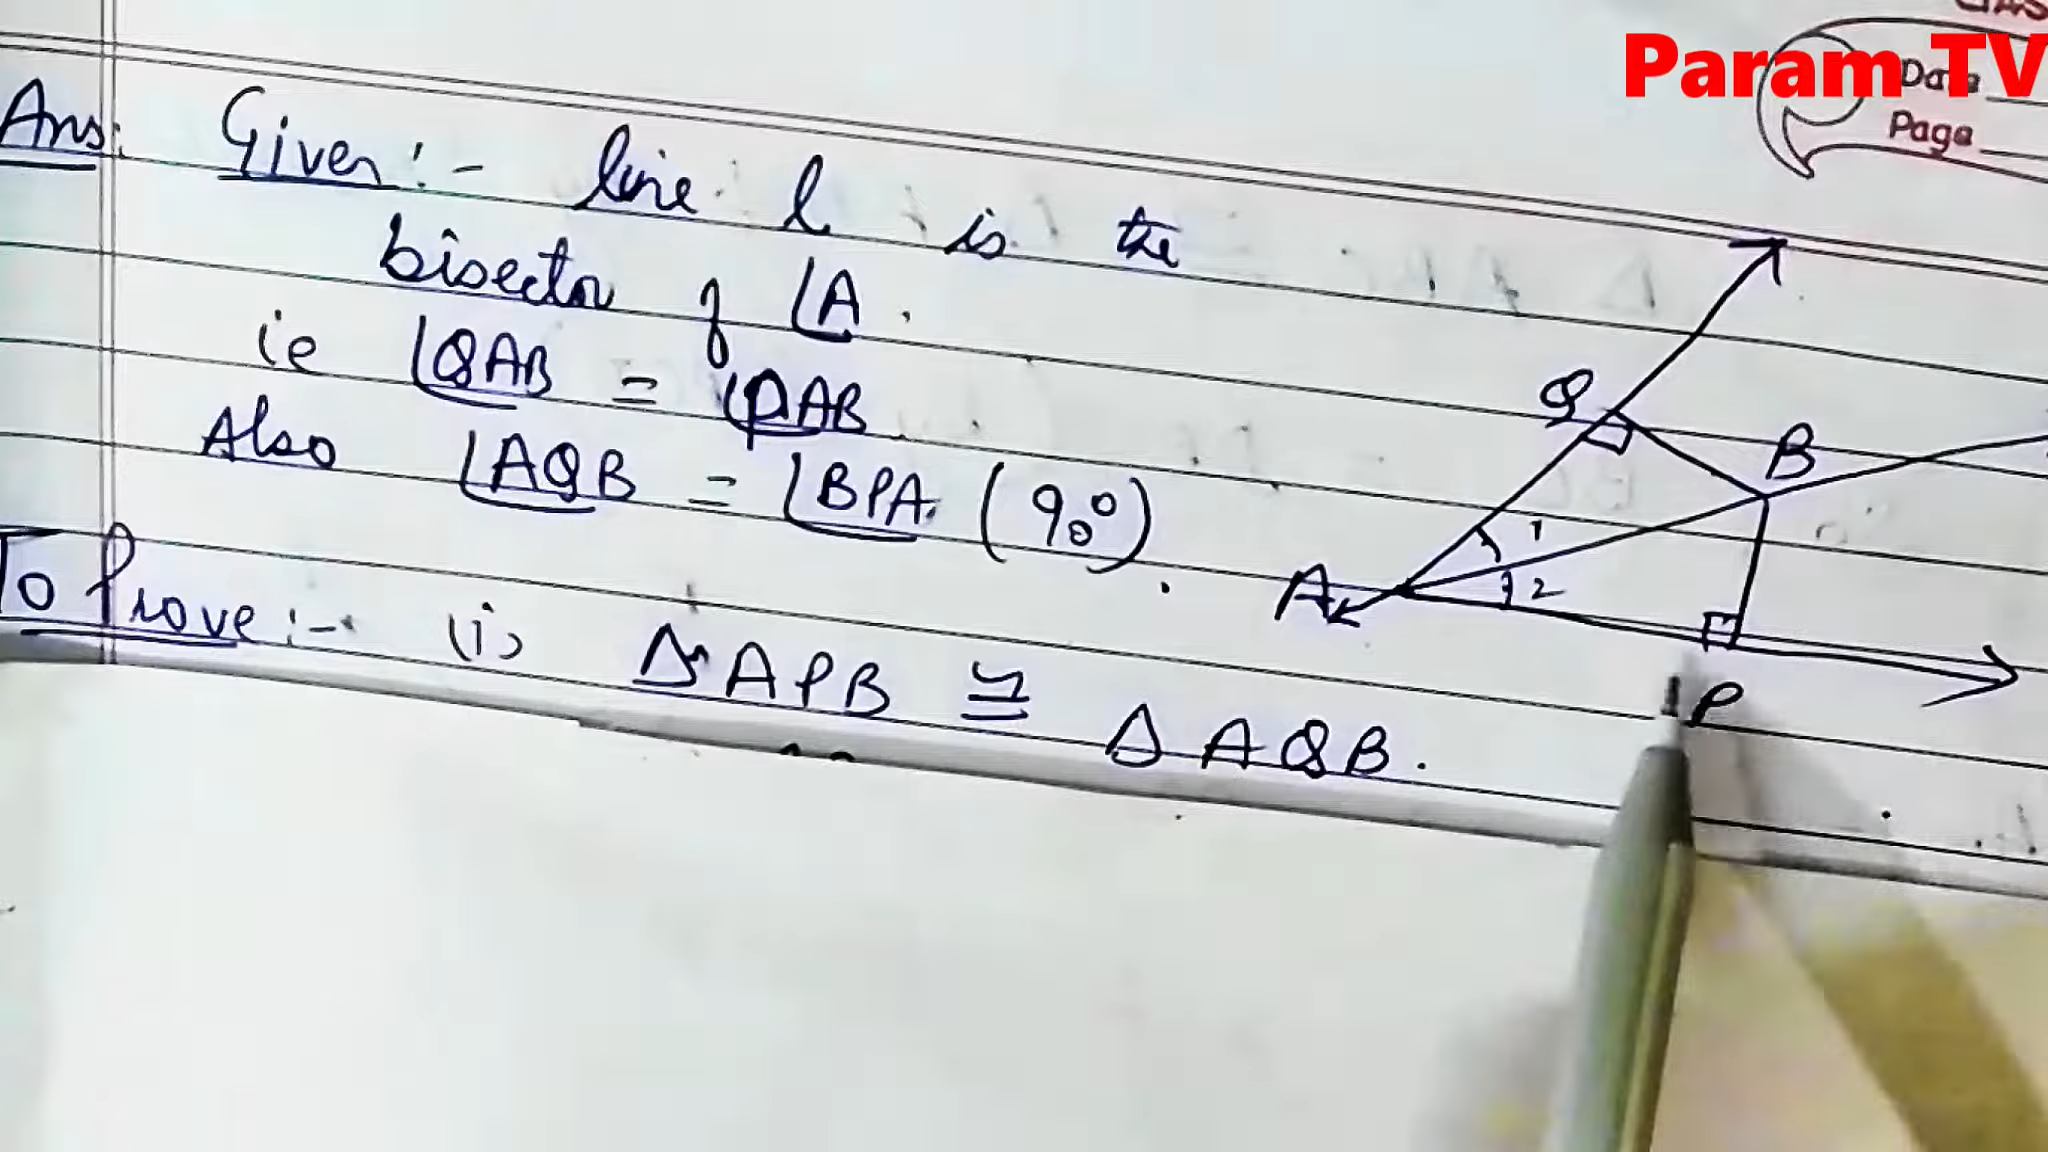 Param TV
Date
Page
Ans: Given:- line l is the
bisector of ∠A.
ie ∠QAB = ∠PAB
Also ∠AQB = ∠BPA (90°).
To Prove:- (i) ΔAPB ≅ ΔAQB.
Q
B
1
2
A
P